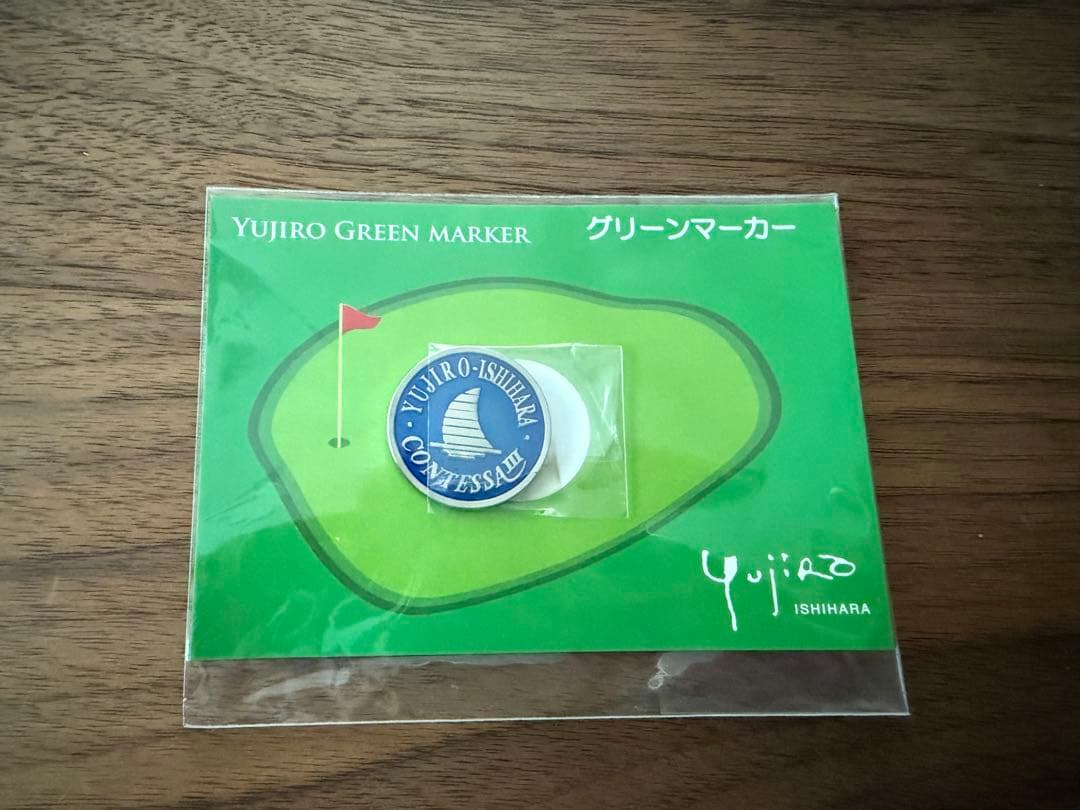 YUJIRO GREEN MARKER
グリーンマーカー
· YUJIRO-ISHIHARA ·
CONTESSA III
Yujiro
ISHIHARA